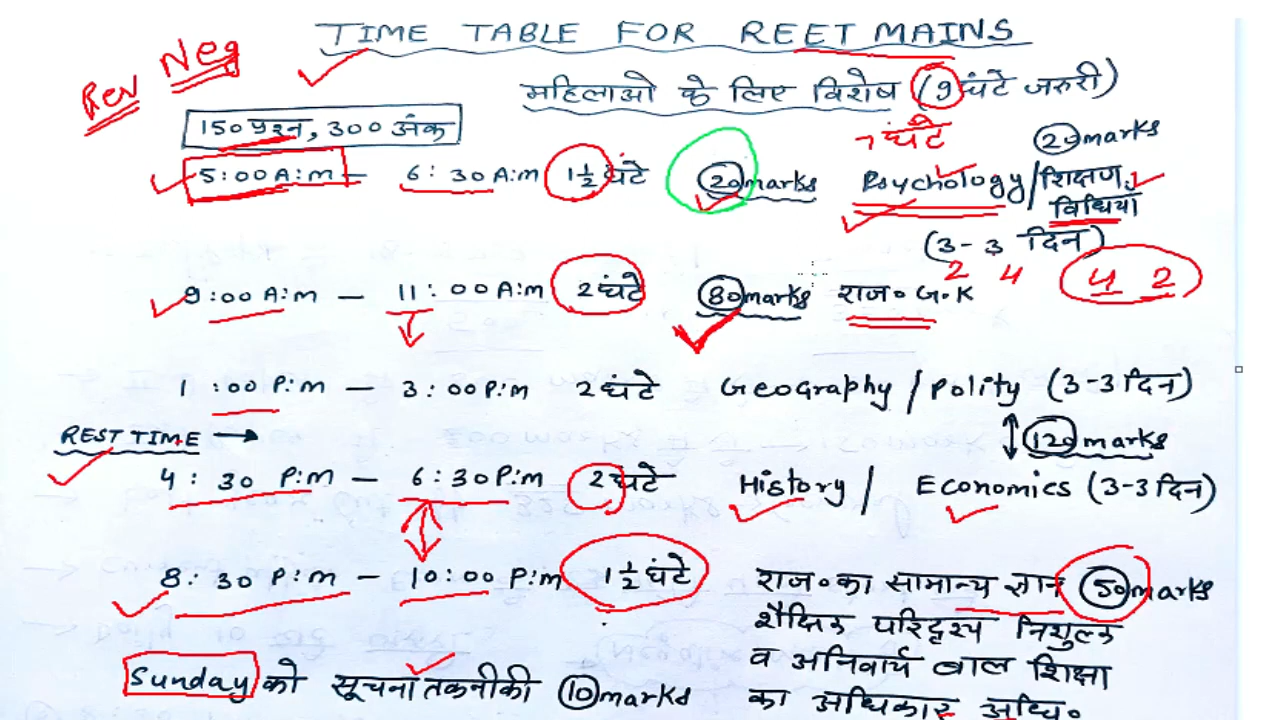 TIME TABLE FOR REET MAINS
Rev Neg
महिलाओ के लिए विशेष (9 घंटे जरुरी)
150 प्रश्न, 300 अंक
7 घंटे
20 marks
5:00 A:m — 6:30 A:m 1½ घंटे 20 marks Psychology / शिक्षण विधियाँ
(3-3 दिन)
2 4 4 2
9:00 A:m — 11:00 A:m 2 घंटे 80 marks राज॰ G.K
1:00 P:m — 3:00 P:m 2 घंटे Geography / Polity (3-3 दिन)
REST TIME → 120 marks
4:30 P:m — 6:30 P:m 2 घंटे History / Economics (3-3 दिन)
8:30 P:m — 10:00 P:m 1½ घंटे राज॰ का सामान्य ज्ञान 50 marks
शैक्षिक परिदृश्य निशुल्क
व अनिवार्य बाल शिक्षा
का अधिकार अधि॰
Sunday को सूचना तकनीकी 10 marks